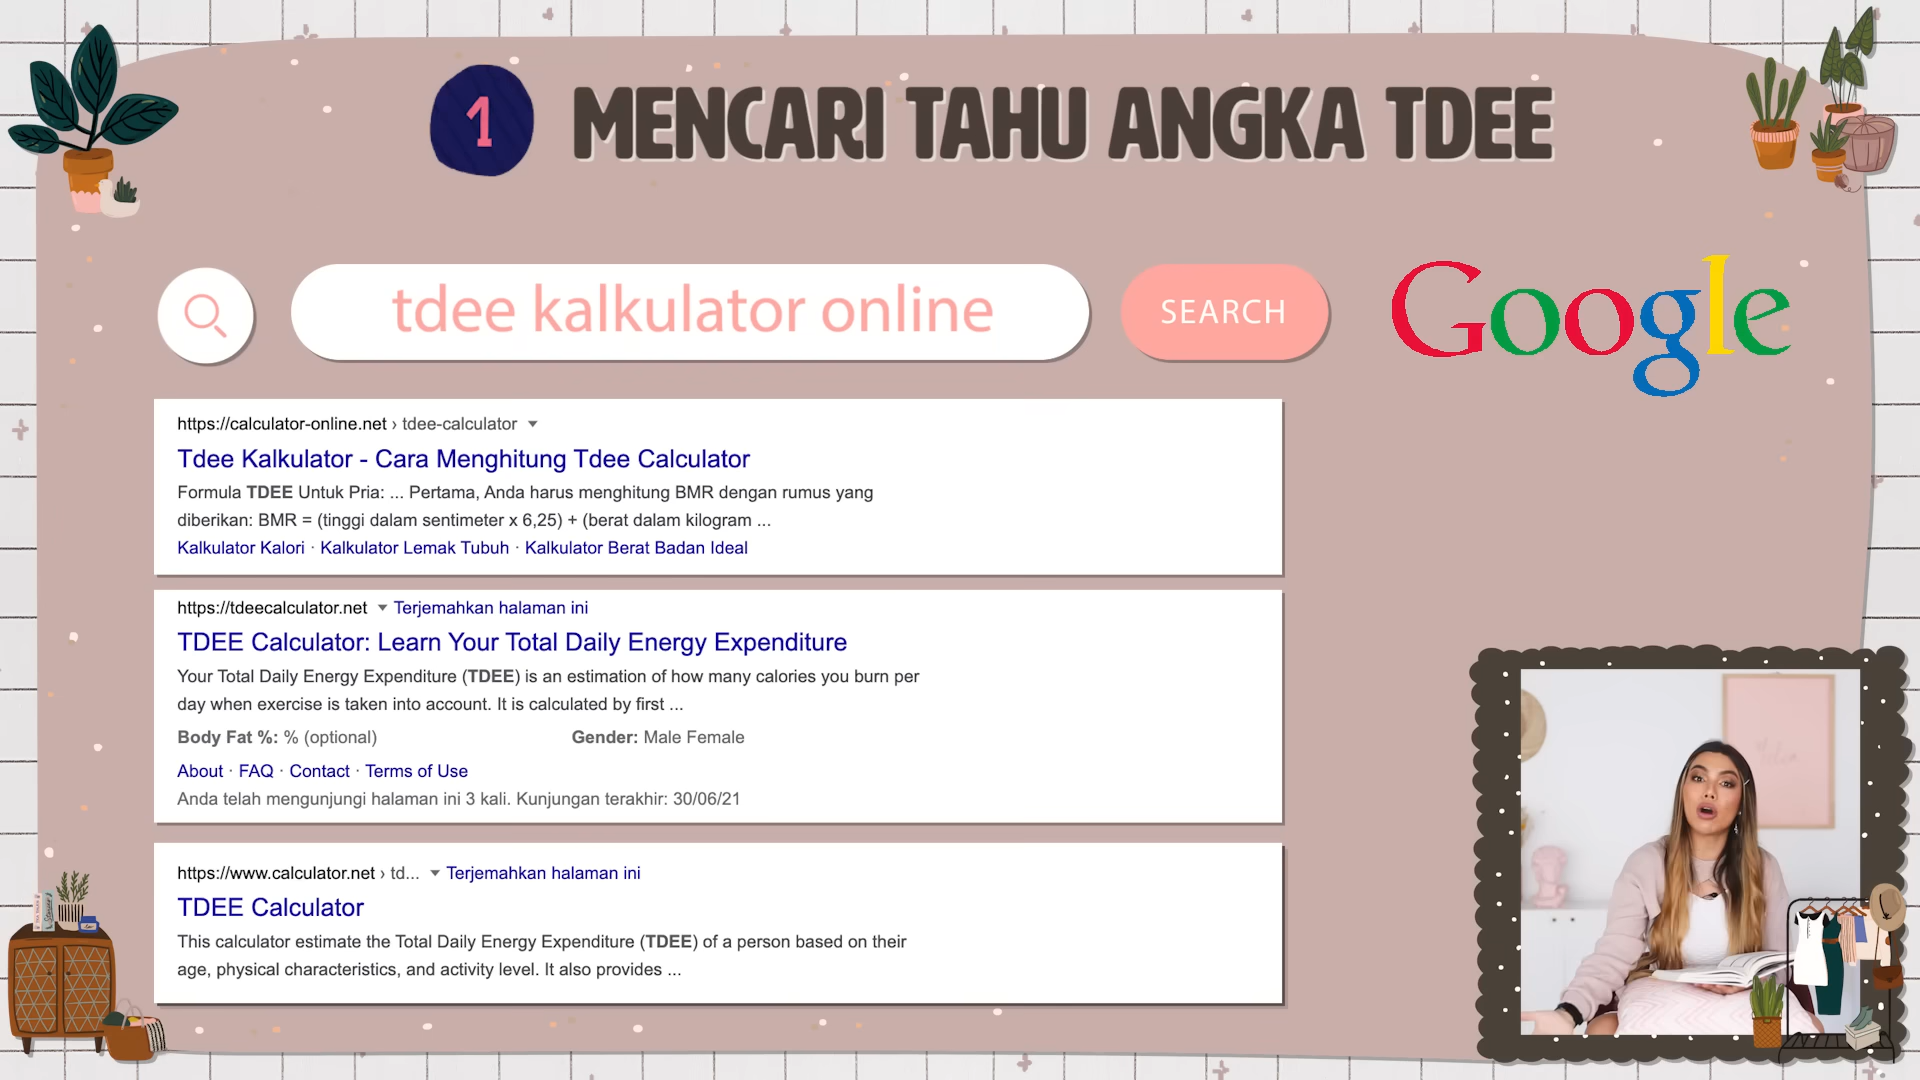 1 MENCARI TAHU ANGKA TDEE
tdee kalkulator online
SEARCH
Google
https://calculator-online.net › tdee-calculator
Tdee Kalkulator - Cara Menghitung Tdee Calculator
Formula TDEE Untuk Pria: ... Pertama, Anda harus menghitung BMR dengan rumus yang
diberikan: BMR = (tinggi dalam sentimeter x 6,25) + (berat dalam kilogram ...
Kalkulator Kalori · Kalkulator Lemak Tubuh · Kalkulator Berat Badan Ideal
https://tdeecalculator.net Terjemahkan halaman ini
TDEE Calculator: Learn Your Total Daily Energy Expenditure
Your Total Daily Energy Expenditure (TDEE) is an estimation of how many calories you burn per
day when exercise is taken into account. It is calculated by first ...
Body Fat %: % (optional) Gender: Male Female
About · FAQ · Contact · Terms of Use
Anda telah mengunjungi halaman ini 3 kali. Kunjungan terakhir: 30/06/21
https://www.calculator.net › td... Terjemahkan halaman ini
TDEE Calculator
This calculator estimate the Total Daily Energy Expenditure (TDEE) of a person based on their
age, physical characteristics, and activity level. It also provides ...